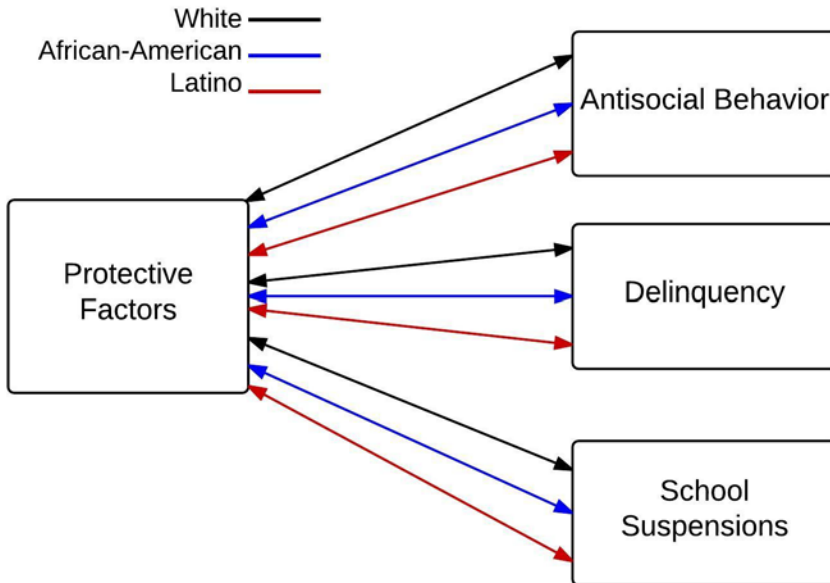 White
African-American
Latino
Antisocial Behavior
Protective
Factors
Delinquency
School
Suspensions